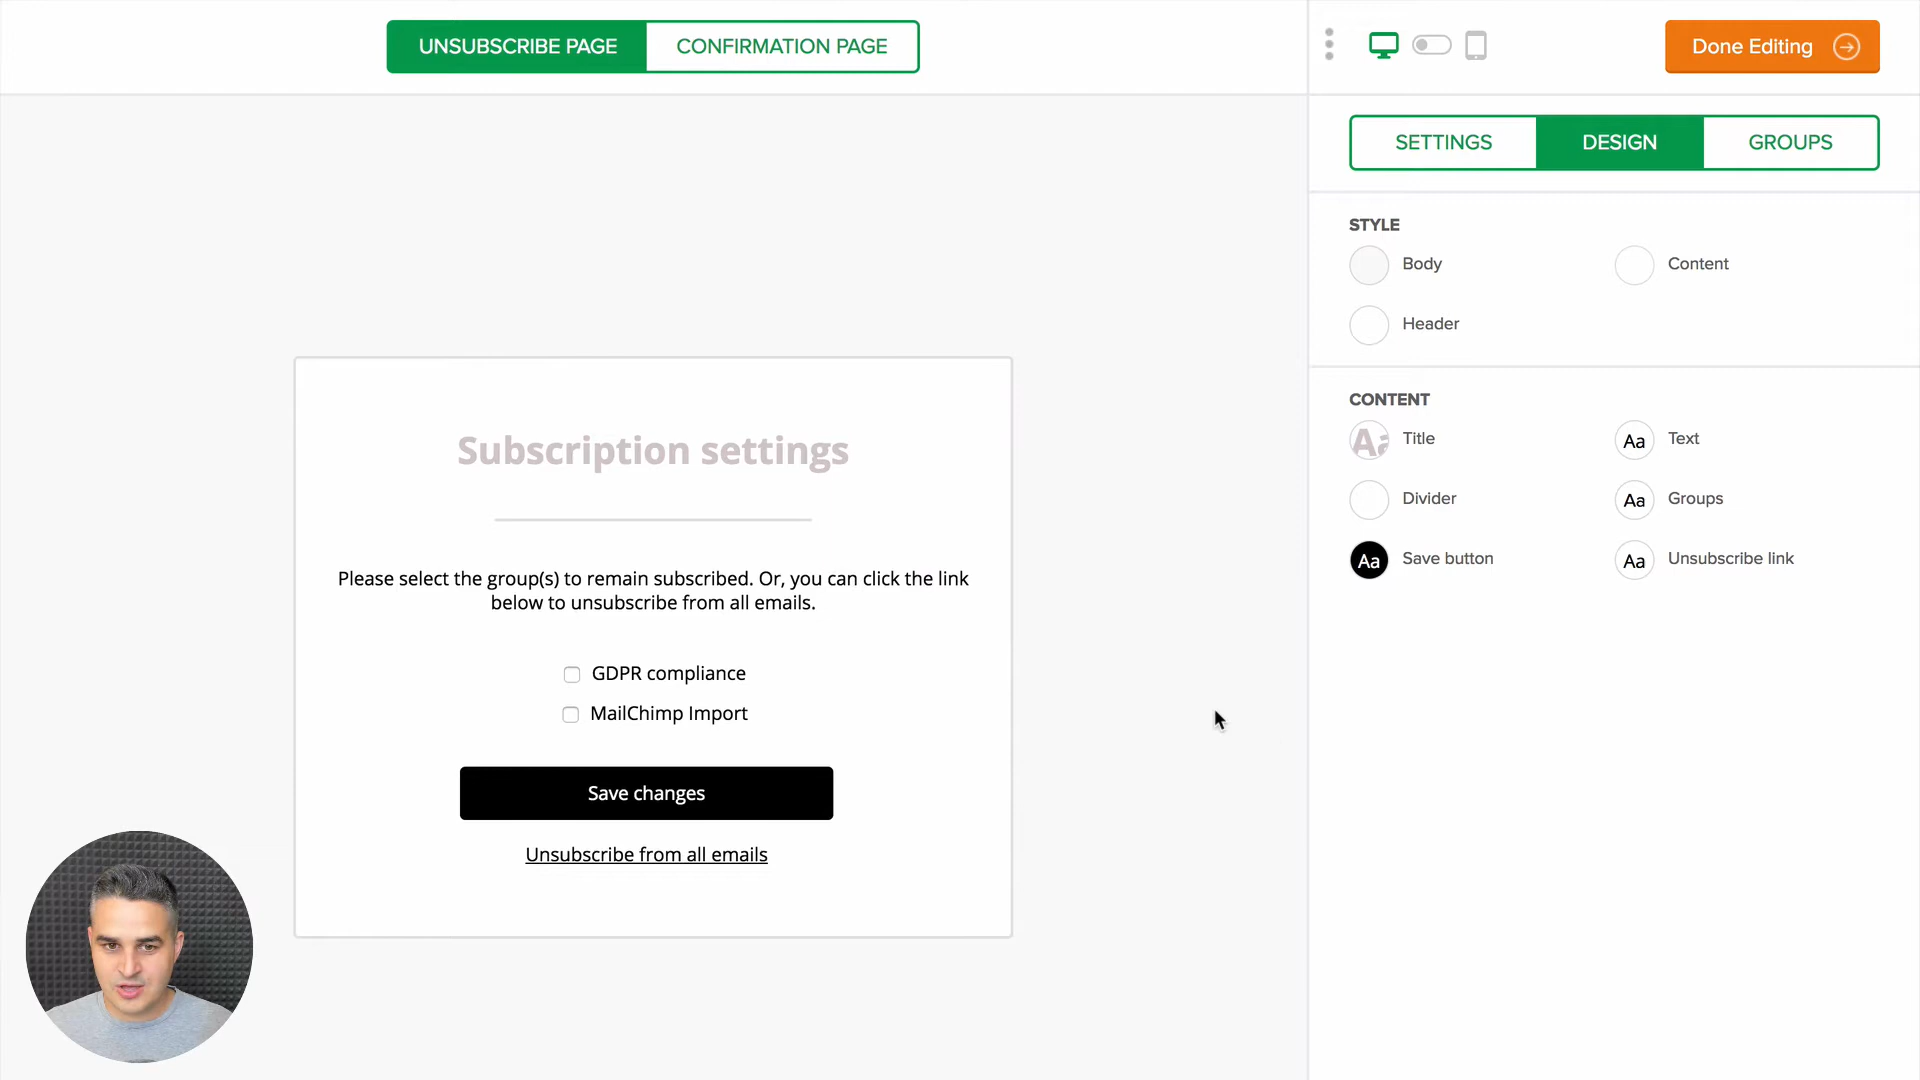 UNSUBSCRIBE PAGE
CONFIRMATION PAGE
Done Editing
SETTINGS
DESIGN
GROUPS
STYLE
Body
Content
Header
CONTENT
Aa
Title
Aa
Text
Divider
Aa
Groups
Aa
Save button
Aa
Unsubscribe link
Subscription settings
Please select the group(s) to remain subscribed. Or, you can click the link
below to unsubscribe from all emails.
GDPR compliance
MailChimp Import
Save changes
Unsubscribe from all emails